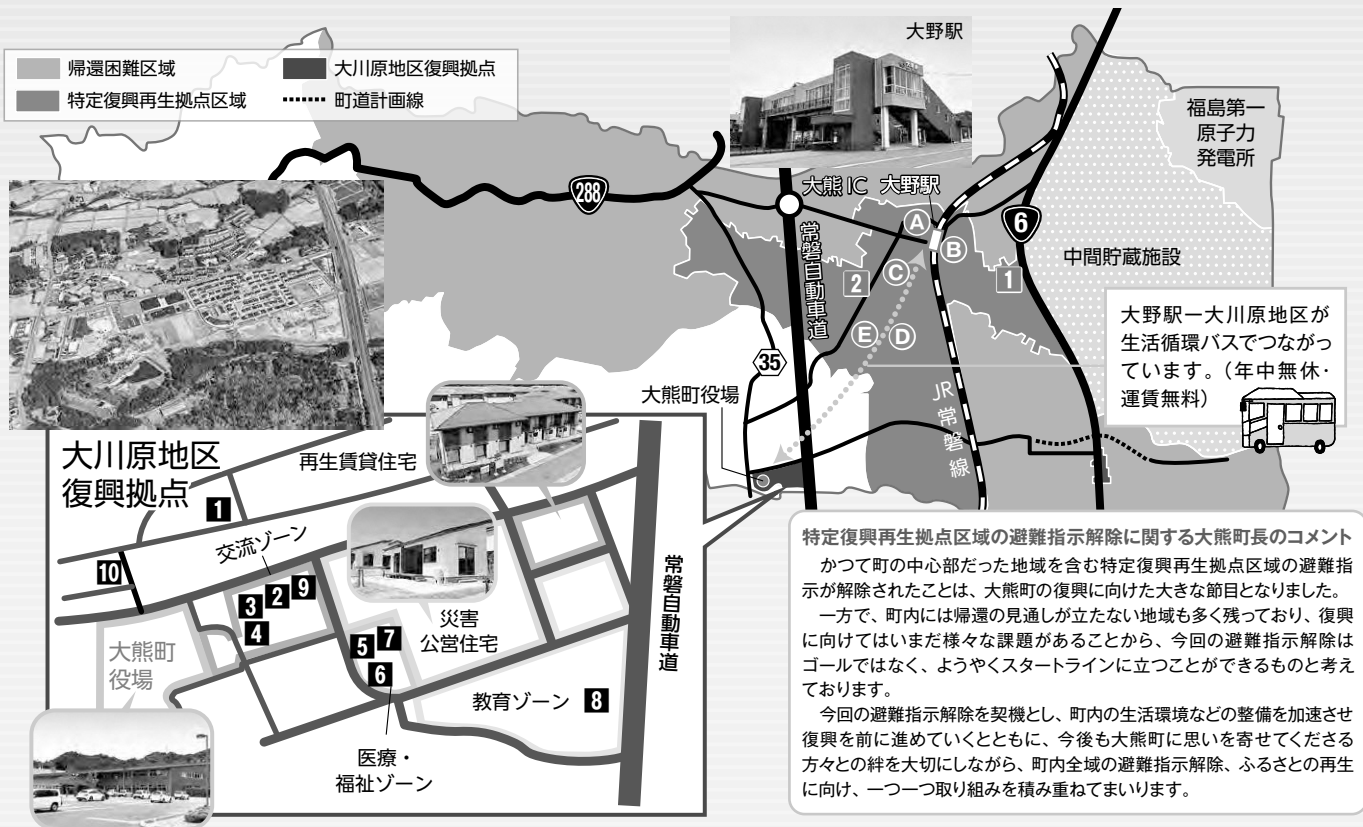 帰還困難区域
大川原地区復興拠点
特定復興再生拠点区域
町道計画線
大野駅
福島第一
原子力
発電所
288
大熊IC
大野駅
A
B
6
中間貯蔵施設
常磐自動車道
2
C
1
E
D
35
大熊町役場
JR常磐線
大野駅ー大川原地区が
生活循環バスでつながっ
ています。(年中無休・
運賃無料)
大川原地区
復興拠点
再生賃貸住宅
1
交流ゾーン
10
3
2
9
4
災害
公営住宅
5
7
6
大熊町
役場
教育ゾーン
8
常磐自動車道
医療・
福祉ゾーン
特定復興再生拠点区域の避難指示解除に関する大熊町長のコメント
かつて町の中心部だった地域を含む特定復興再生拠点区域の避難指
示が解除されたことは、大熊町の復興に向けた大きな節目となりました。
一方で、町内には帰還の見通しが立たない地域も多く残っており、復興
に向けてはいまだ様々な課題があることから、今回の避難指示解除は
ゴールではなく、ようやくスタートラインに立つことができるものと考え
ております。
今回の避難指示解除を契機とし、町内の生活環境などの整備を加速させ
復興を前に進めていくとともに、今後も大熊町に思いを寄せてくださる
方々との絆を大切にしながら、町内全域の避難指示解除、ふるさとの再生
に向け、一つ一つ取り組みを積み重ねてまいります。